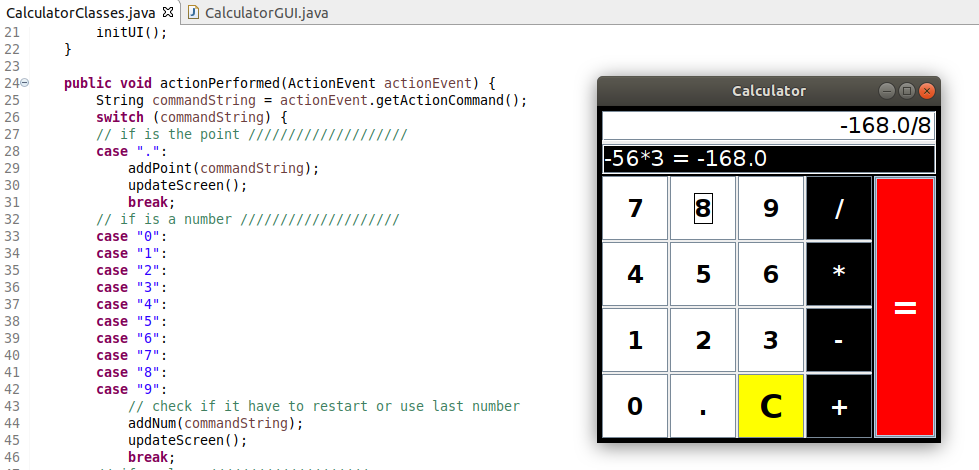 CalculatorClasses.java CalculatorGUI.java
21 initUI();
22 }
23
24 public void actionPerformed(ActionEvent actionEvent) {
25 String commandString = actionEvent.getActionCommand();
26 switch (commandString) {
27 // if is the point ////////////////////
28 case ".":
29 addPoint(commandString);
30 updateScreen();
31 break;
32 // if is a number ////////////////////
33 case "0":
34 case "1":
35 case "2":
36 case "3":
37 case "4":
38 case "5":
39 case "6":
40 case "7":
41 case "8":
42 case "9":
43 // check if it have to restart or use last number
44 addNum(commandString);
45 updateScreen();
46 break;
Calculator
-168.0/8
-56*3 = -168.0
7 8 9 /
4 5 6 *
=
1 2 3 -
0 . C +